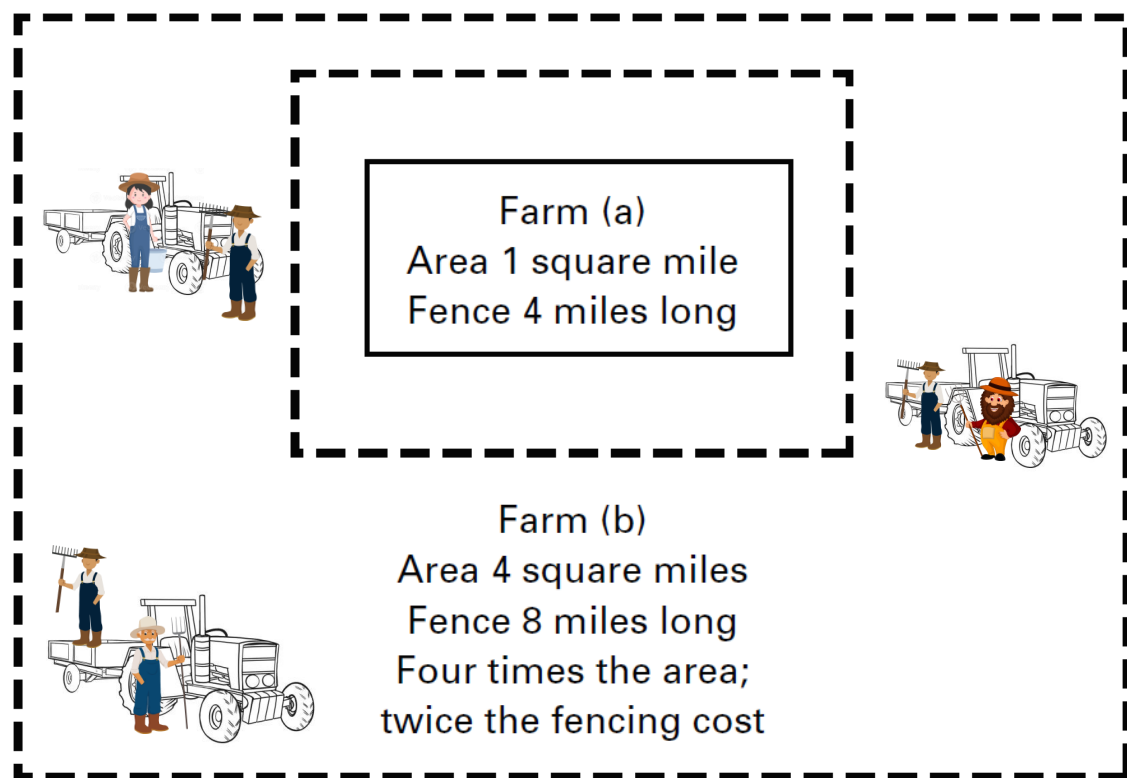 Farm (a)
Area 1 square mile
Fence 4 miles long
Farm (b)
Area 4 square miles
Fence 8 miles long
Four times the area;
twice the fencing cost